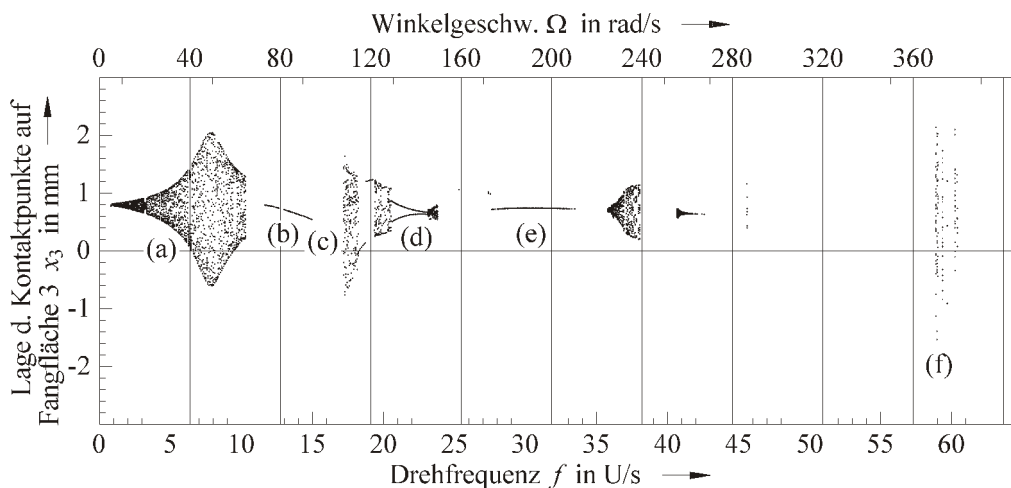 Winkelgeschw. Ω in rad/s
0 40 80 120 160 200 240 280 320 360
Lage d. Kontaktpunkte auf
Fangfläche 3 x₃ in mm
2
1
0
-1
-2
(a)
(b)
(c)
(d)
(e)
(f)
0 5 10 15 20 25 30 35 40 45 50 55 60
Drehfrequenz f in U/s